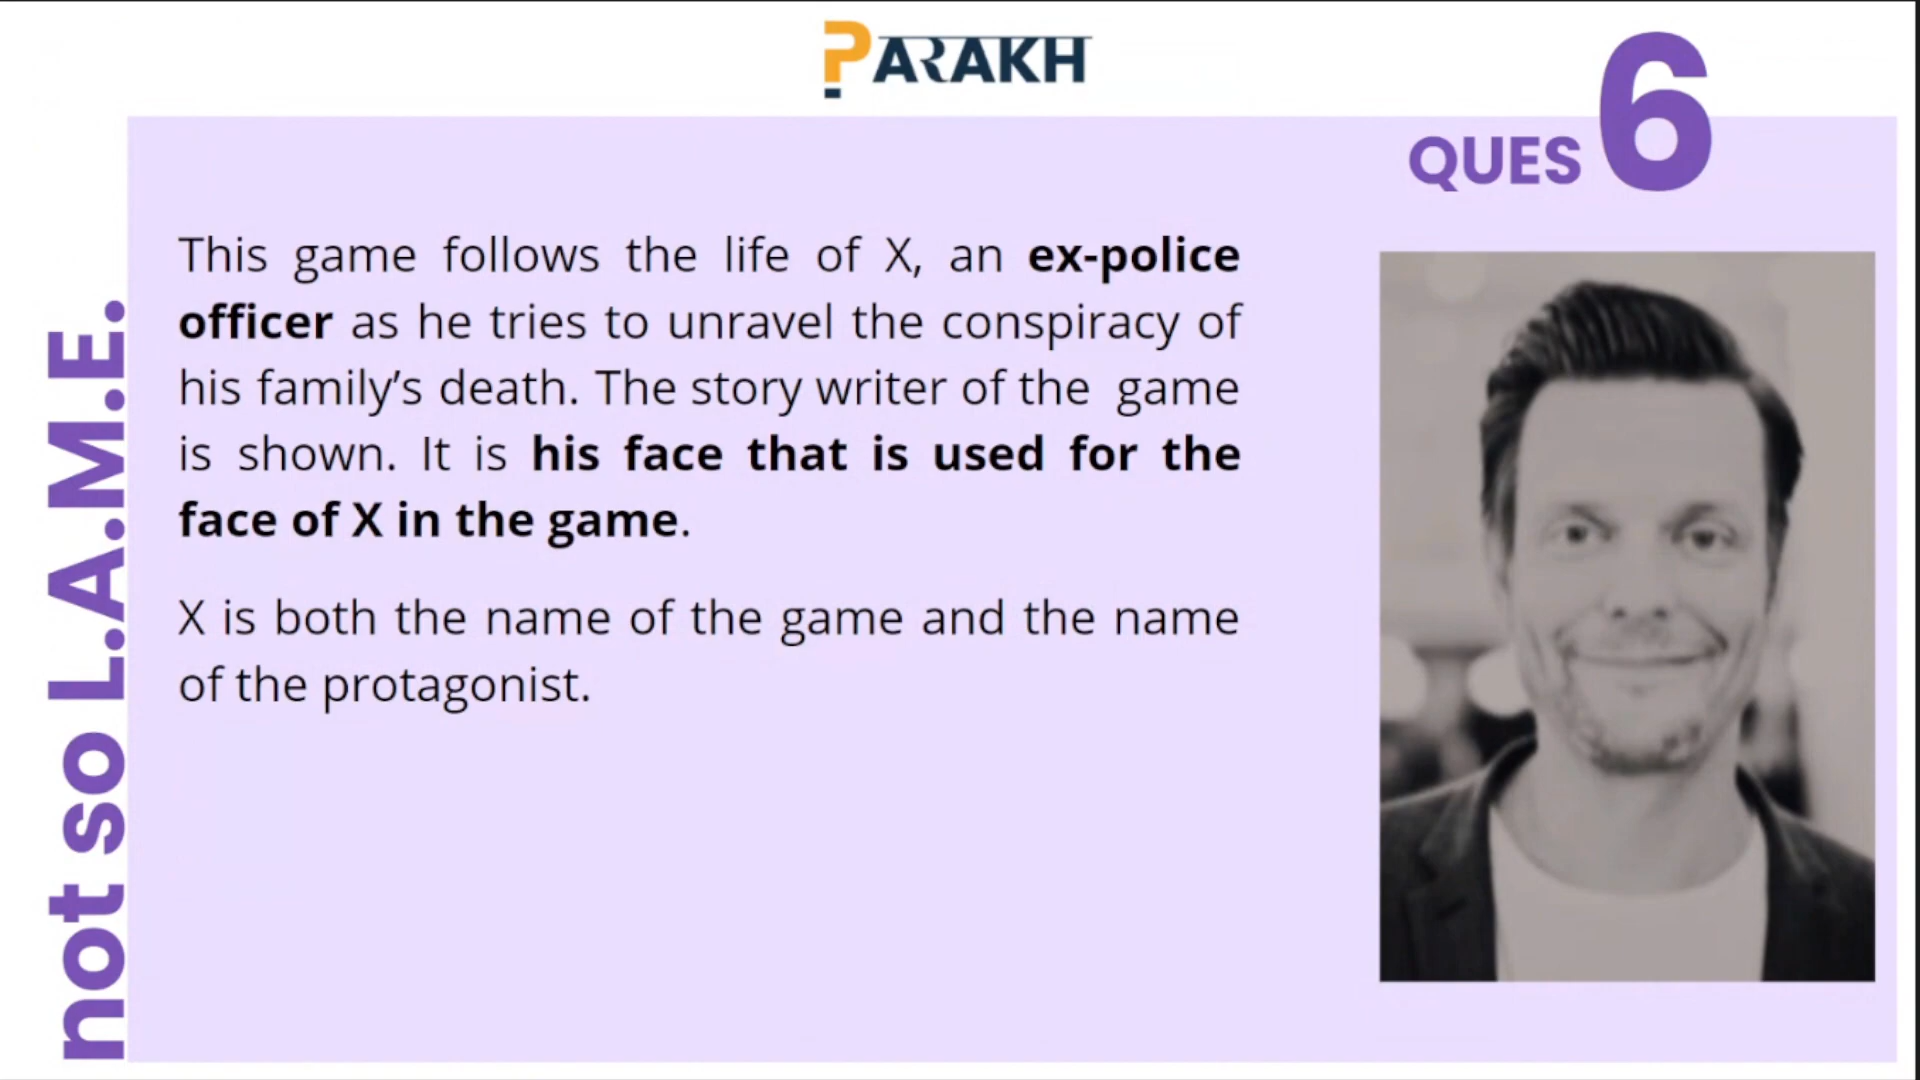 PARAKH
QUES 6
not so L.A.M.E.
This game follows the life of X, an ex-police
officer as he tries to unravel the conspiracy of
his family’s death. The story writer of the game
is shown. It is his face that is used for the
face of X in the game.
X is both the name of the game and the name
of the protagonist.